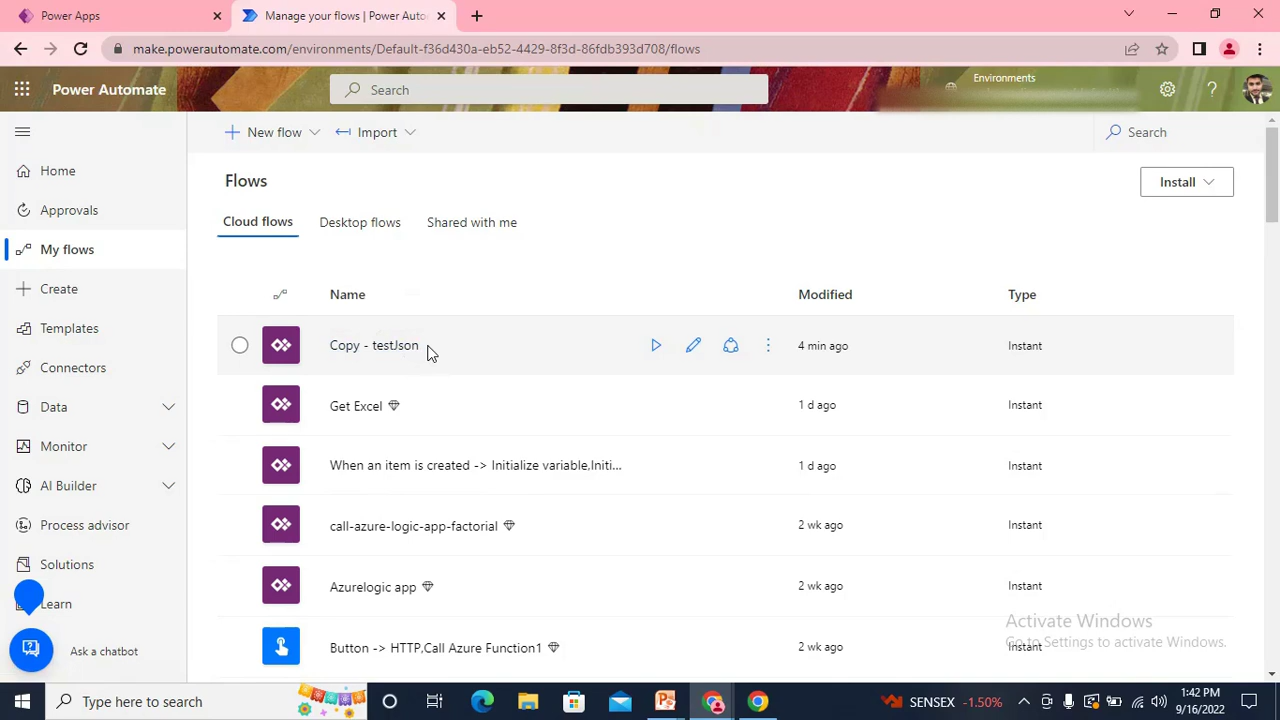 Power Apps
Manage your flows | Power Auto
make.powerautomate.com/environments/Default-f36d430a-eb52-4429-8f3d-86fdb393d708/flows
Power Automate
Search
Environments
New flow
Import
Search
Home
Approvals
My flows
Create
Templates
Connectors
Data
Monitor
AI Builder
Process advisor
Solutions
Learn
Ask a chatbot
Flows
Install
Cloud flows
Desktop flows
Shared with me
Name
Modified
Type
Copy - testJson
4 min ago
Instant
Get Excel
1 d ago
Instant
When an item is created -> Initialize variable,Initi...
1 d ago
Instant
call-azure-logic-app-factorial
2 wk ago
Instant
Azurelogic app
2 wk ago
Instant
Button -> HTTP,Call Azure Function1
2 wk ago
Instant
Activate Windows
Go to Settings to activate Windows.
Type here to search
SENSEX -1.50%
1:42 PM
9/16/2022